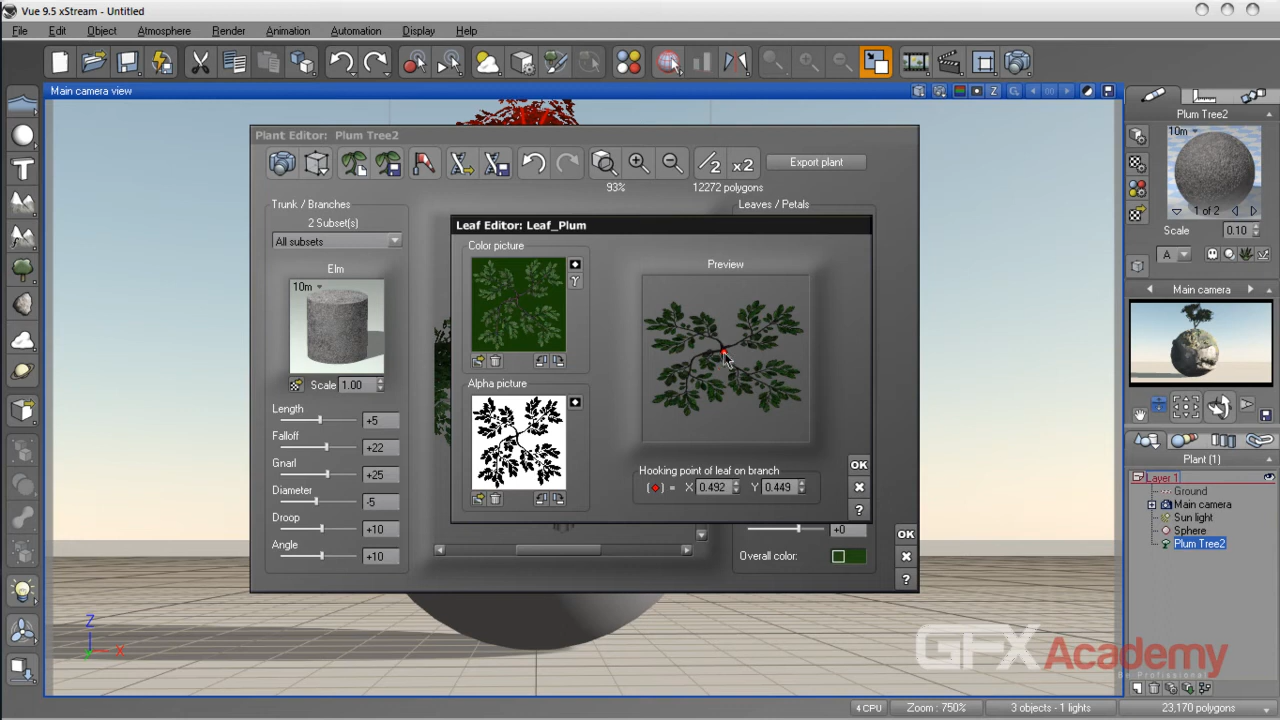 Vue 9.5 xStream - Untitled
File Edit Object Atmosphere Render Animation Automation Display Help
Main camera view
Plant Editor: Plum Tree2
93%
12272 polygons
Export plant
Trunk / Branches
2 Subset(s)
All subsets
Elm
10m
Scale 1.00
Length +5
Falloff +22
Gnarl +25
Diameter -5
Droop +10
Angle +10
Leaves / Petals
Leaf Editor: Leaf_Plum
Color picture
Alpha picture
Preview
Hooking point of leaf on branch
= X 0.492 Y 0.449
OK
?
+0
Overall color:
OK
?
Plum Tree2
10m
1 of 2
Scale 0.10
A
Main camera
Plant (1)
Layer 1
Ground
Main camera
Sun light
Sphere
Plum Tree2
Z
X
GFXAcademy
Be Professional
4 CPU Zoom : 750% 3 objects - 1 lights 23,170 polygons